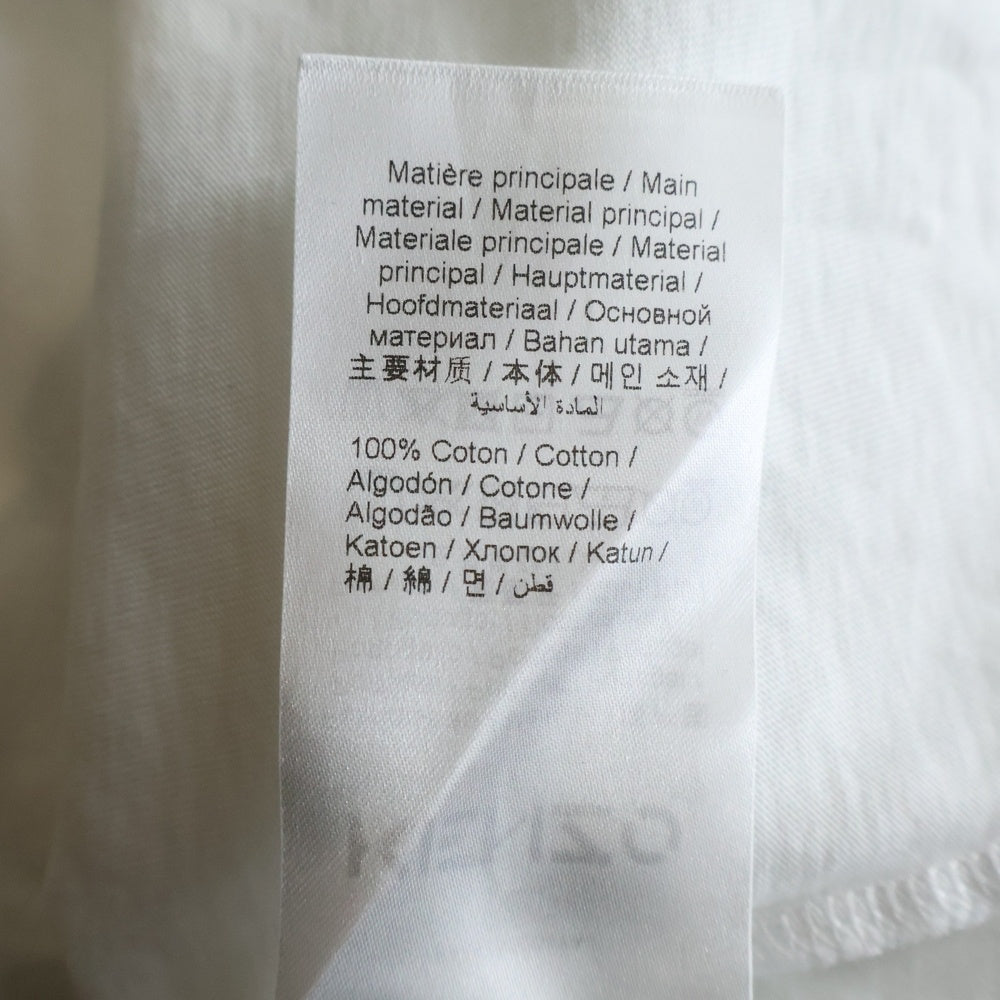 Matière principale / Main
material / Material principal /
Materiale principale / Material
principal / Hauptmaterial /
Hoofdmateriaal / Основной
материал / Bahan utama /
主要材质 / 本体 / 메인 소재 /
المادة الأساسية
100% Coton / Cotton /
Algodón / Cotone /
Algodão / Baumwolle /
Katoen / Хлопок / Katun /
棉 / 綿 / 면 / قطن